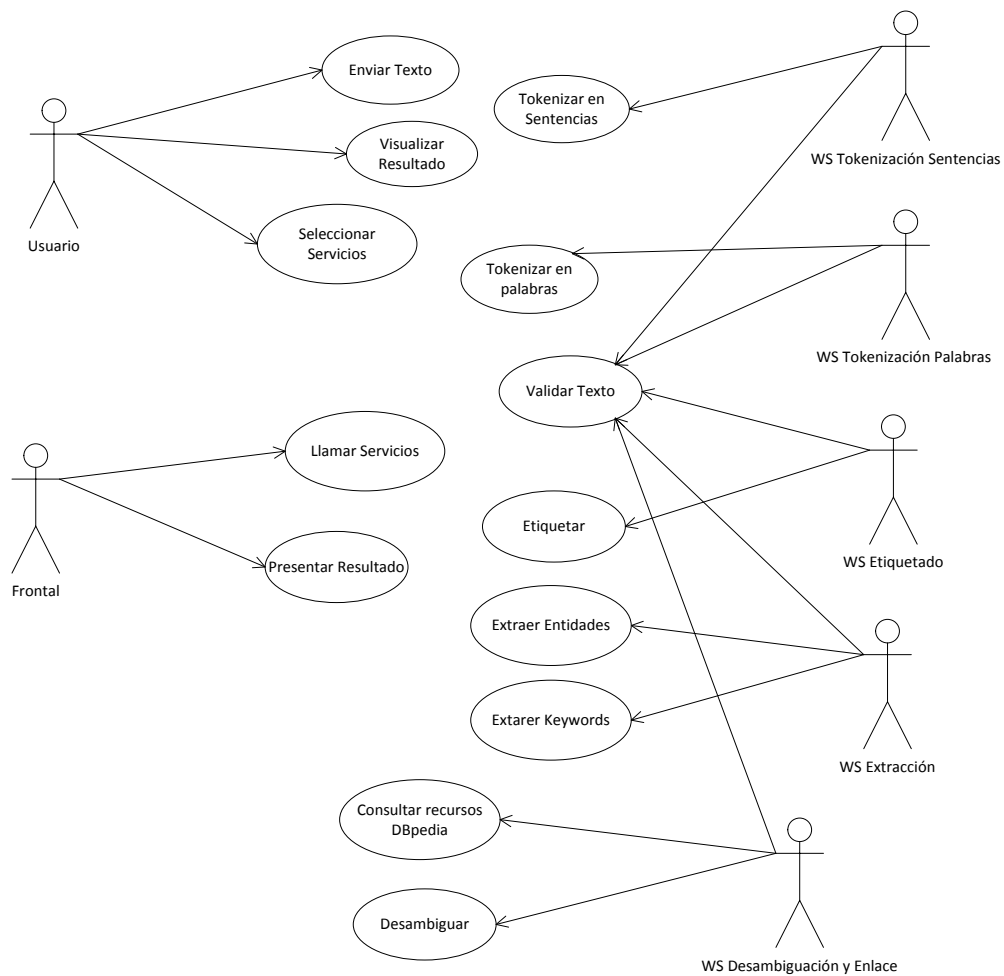 Enviar Texto
Tokenizar en
Sentencias
WS Tokenización Sentencias
Visualizar
Resultado
Usuario
Seleccionar
Servicios
Tokenizar en
palabras
WS Tokenización Palabras
Validar Texto
Llamar Servicios
Etiquetar
WS Etiquetado
Presentar Resultado
Frontal
Extraer Entidades
Extarer Keywords
WS Extracción
Consultar recursos
DBpedia
Desambiguar
WS Desambiguación y Enlace